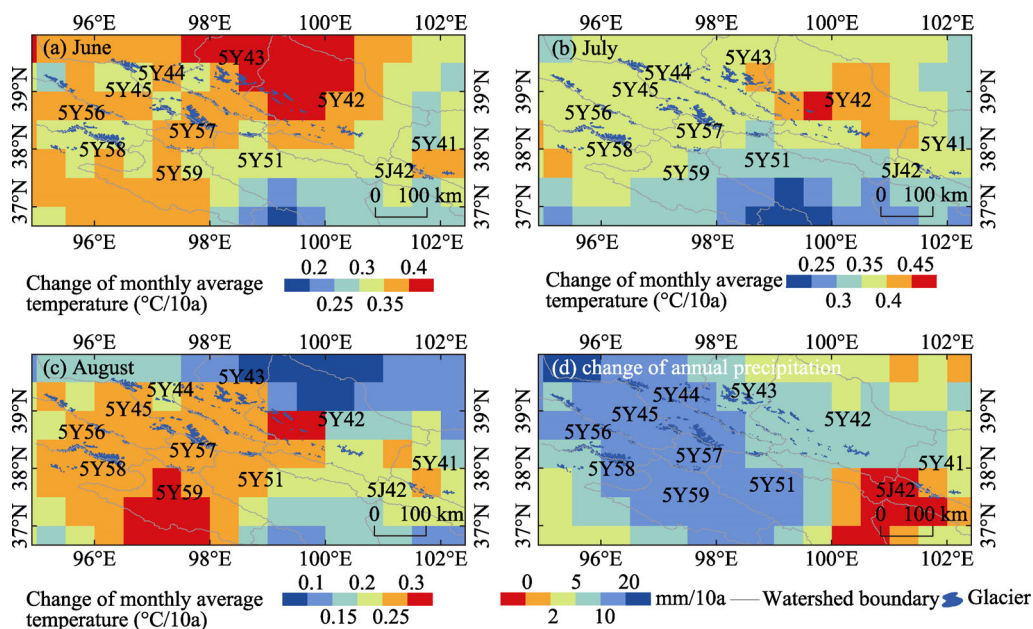 96°E 98°E 100°E 102°E
(a) June
5Y43
5Y44
5Y45
5Y42
5Y56
5Y57
5Y41
5Y58
5Y51
5Y59
5J42
0 100 km
39°N
38°N
37°N
39°N
38°N
37°N
96°E 98°E 100°E 102°E
Change of monthly average
temperature (°C/10a)
0.2 0.3 0.4
0.25 0.35
96°E 98°E 100°E 102°E
(b) July
5Y43
5Y44
5Y45
5Y42
5Y56
5Y57
5Y41
5Y58
5Y51
5Y59
5J42
0 100 km
39°N
38°N
37°N
39°N
38°N
37°N
96°E 98°E 100°E 102°E
Change of monthly average
temperature (°C/10a)
0.25 0.35 0.45
0.3 0.4
96°E 98°E 100°E 102°E
(c) August
5Y43
5Y44
5Y45
5Y42
5Y56
5Y57
5Y41
5Y58
5Y51
5Y59
5J42
0 100 km
39°N
38°N
37°N
39°N
38°N
37°N
96°E 98°E 100°E 102°E
Change of monthly average
temperature (°C/10a)
0.1 0.2 0.3
0.15 0.25
96°E 98°E 100°E 102°E
(d) change of annual precipitation
5Y43
5Y44
5Y45
5Y42
5Y56
5Y57
5Y41
5Y58
5Y51
5Y59
5J42
0 100 km
39°N
38°N
37°N
39°N
38°N
37°N
96°E 98°E 100°E 102°E
0 5 20
2 10
mm/10a
Watershed boundary
Glacier